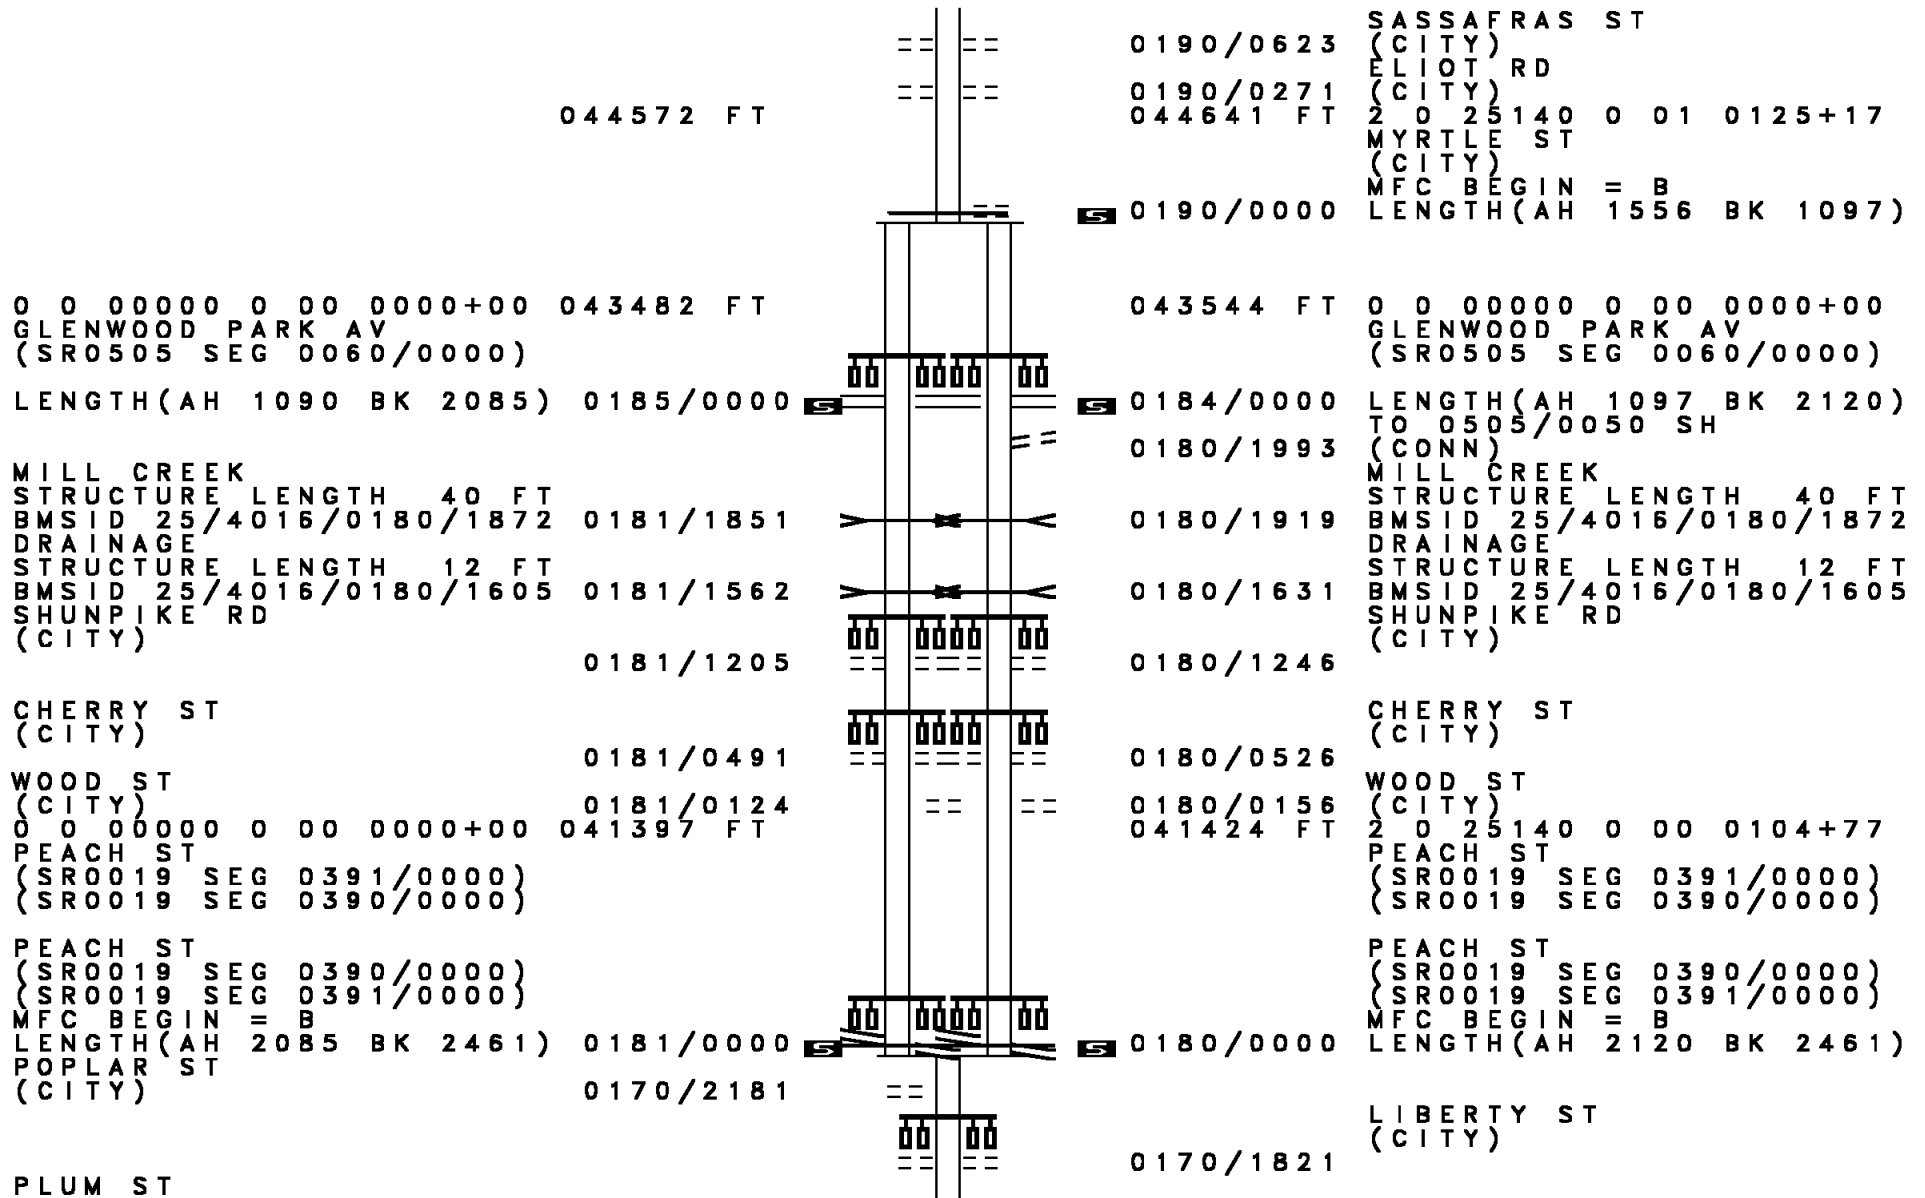 SASSAFRAS ST
0190/0623 (CITY)
ELIOT RD
0190/0271 (CITY)
044572 FT 044641 FT 2 0 25140 0 01 0125+17
MYRTLE ST
(CITY)
MFC BEGIN = B
S 0190/0000 LENGTH(AH 1556 BK 1097)
0 0 00000 0 00 0000+00 043482 FT 043544 FT 0 0 00000 0 00 0000+00
GLENWOOD PARK AV GLENWOOD PARK AV
(SR0505 SEG 0060/0000) (SR0505 SEG 0060/0000)
LENGTH(AH 1090 BK 2085) 0185/0000 S S 0184/0000 LENGTH(AH 1097 BK 2120)
TO 0505/0050 SH
0180/1993 (CONN)
MILL CREEK MILL CREEK
STRUCTURE LENGTH 40 FT STRUCTURE LENGTH 40 FT
BMSID 25/4016/0180/1872 0181/1851 0180/1919 BMSID 25/4016/0180/1872
DRAINAGE DRAINAGE
STRUCTURE LENGTH 12 FT STRUCTURE LENGTH 12 FT
BMSID 25/4016/0180/1605 0181/1562 0180/1631 BMSID 25/4016/0180/1605
SHUNPIKE RD SHUNPIKE RD
(CITY) (CITY)
0181/1205 0180/1246
CHERRY ST CHERRY ST
(CITY) (CITY)
0181/0491 0180/0526
WOOD ST WOOD ST
(CITY) 0181/0124 0180/0156 (CITY)
0 0 00000 0 00 0000+00 041397 FT 041424 FT 2 0 25140 0 00 0104+77
PEACH ST PEACH ST
(SR0019 SEG 0391/0000) (SR0019 SEG 0391/0000)
(SR0019 SEG 0390/0000) (SR0019 SEG 0390/0000)
PEACH ST PEACH ST
(SR0019 SEG 0390/0000) (SR0019 SEG 0390/0000)
(SR0019 SEG 0391/0000) (SR0019 SEG 0391/0000)
MFC BEGIN = B MFC BEGIN = B
LENGTH(AH 2085 BK 2461) 0181/0000 S S 0180/0000 LENGTH(AH 2120 BK 2461)
POPLAR ST
(CITY) 0170/2181
LIBERTY ST
(CITY)
0170/1821
PLUM ST